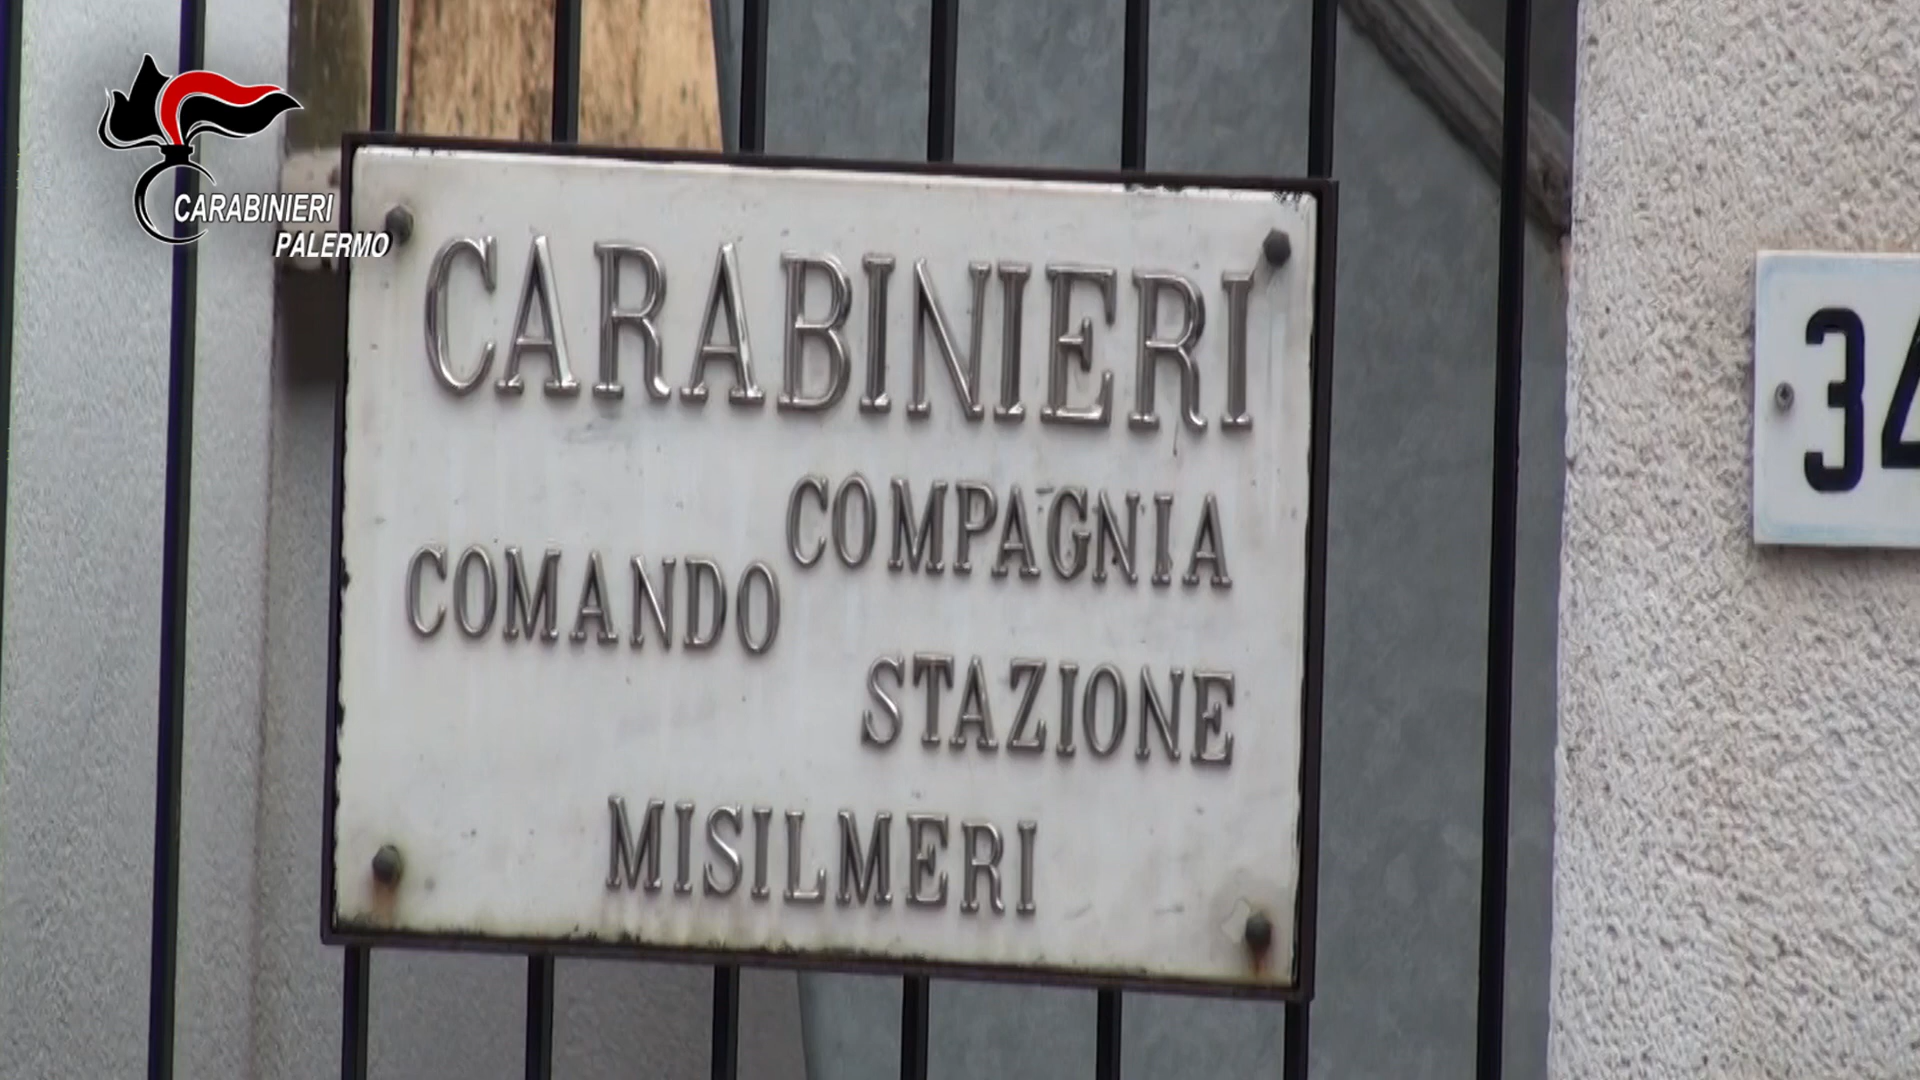 CARABINIERI
PALERMO
CARABINIERI
COMANDO COMPAGNIA
STAZIONE
MISILMERI
34